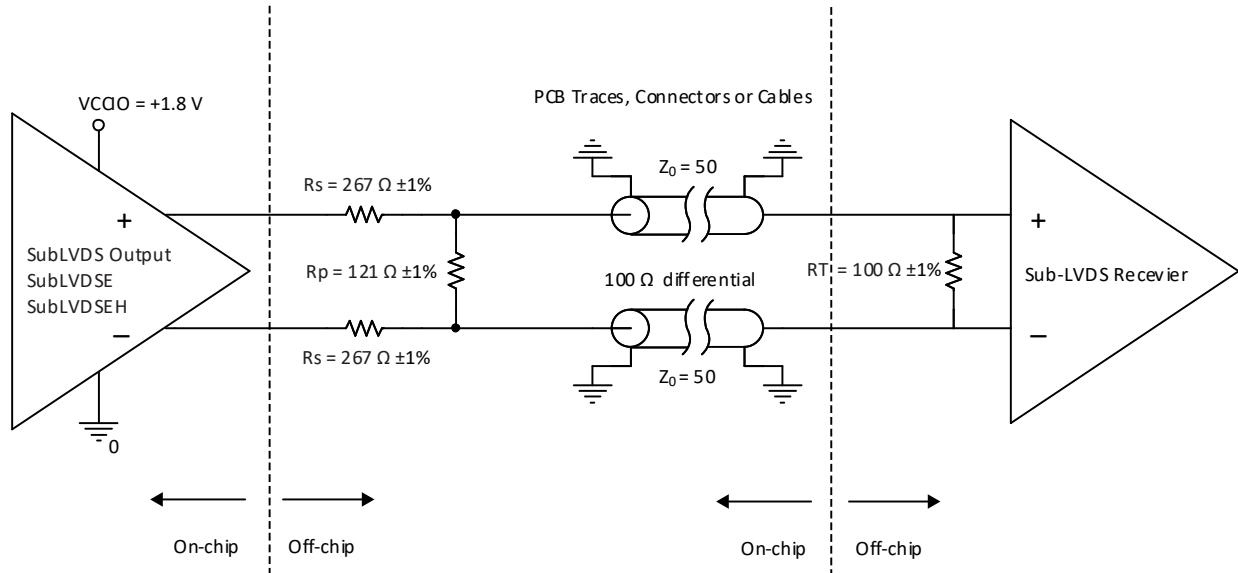 VCCIO = +1.8 V
PCB Traces, Connectors or Cables
Z0 = 50
Rs = 267 Ω ±1%
+
+
SubLVDS Output
SubLVDSE
SubLVDSEH
Rp = 121 Ω ±1%
100 Ω differential
RT = 100 Ω ±1%
Sub-LVDS Recevier
−
−
Rs = 267 Ω ±1%
Z0 = 50
0
On-chip
Off-chip
On-chip
Off-chip